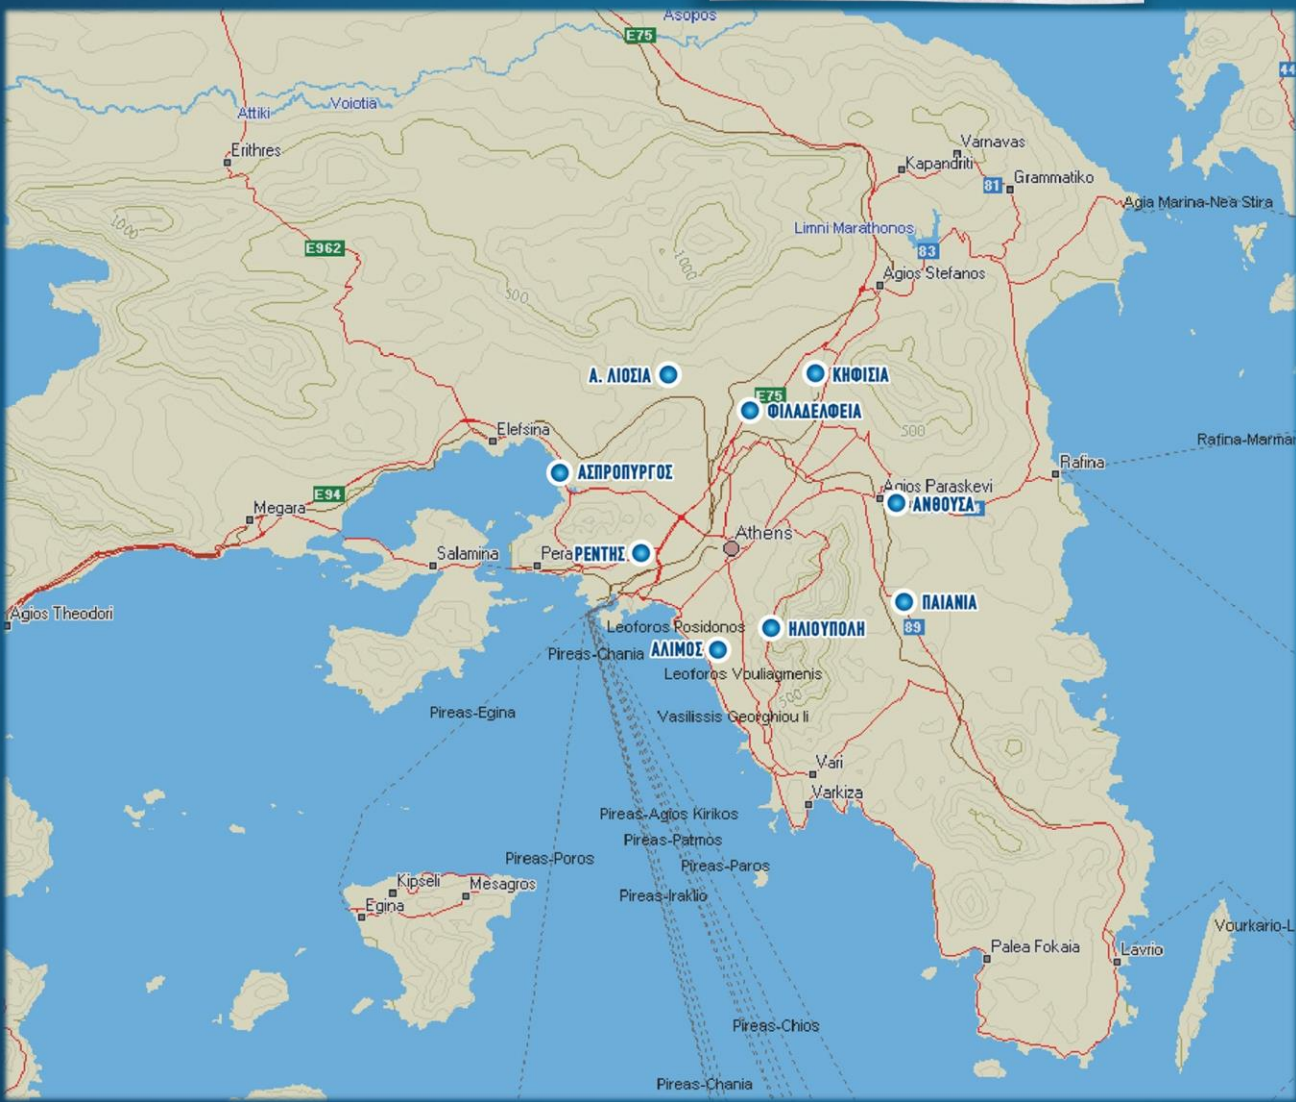 Asopos
E75
44
Attiki
Voiotia
Erithres
Varnavas
Kapandriti
81
Grammatiko
Agia Marina-Nea Stira
1000
Limni Marathonos
E962
83
1000
Agios Stefanos
500
Α. ΛΙΟΣΙΑ
ΚΗΦΙΣΙΑ
E75
ΦΙΛΑΔΕΛΦΕΙΑ
Elefsina
500
Rafina-Marmar
ΑΣΠΡΟΠΥΡΓΟΣ
Rafina
Agios Paraskevi
E94
Megara
ΑΝΘΟΥΣΑ
Athens
Salamina
Pera
ΡΕΝΤΗΣ
Agios Theodori
ΠΑΙΑΝΙΑ
Leoforos Posidonos
ΗΛΙΟΥΠΟΛΗ
89
Pireas-Chania
ΑΛΙΜΟΣ
Leoforos Vouliagmenis
500
Pireas-Egina
Vasilissis Georghiou Ii
Vari
Varkiza
Pireas-Agios Kirikos
Pireas-Patmos
Pireas-Poros
Pireas-Paros
Kipseli
Mesagros
Pireas-Iraklio
Egina
Vourkario-L
Palea Fokaia
Lavrio
Pireas-Chios
Pireas-Chania